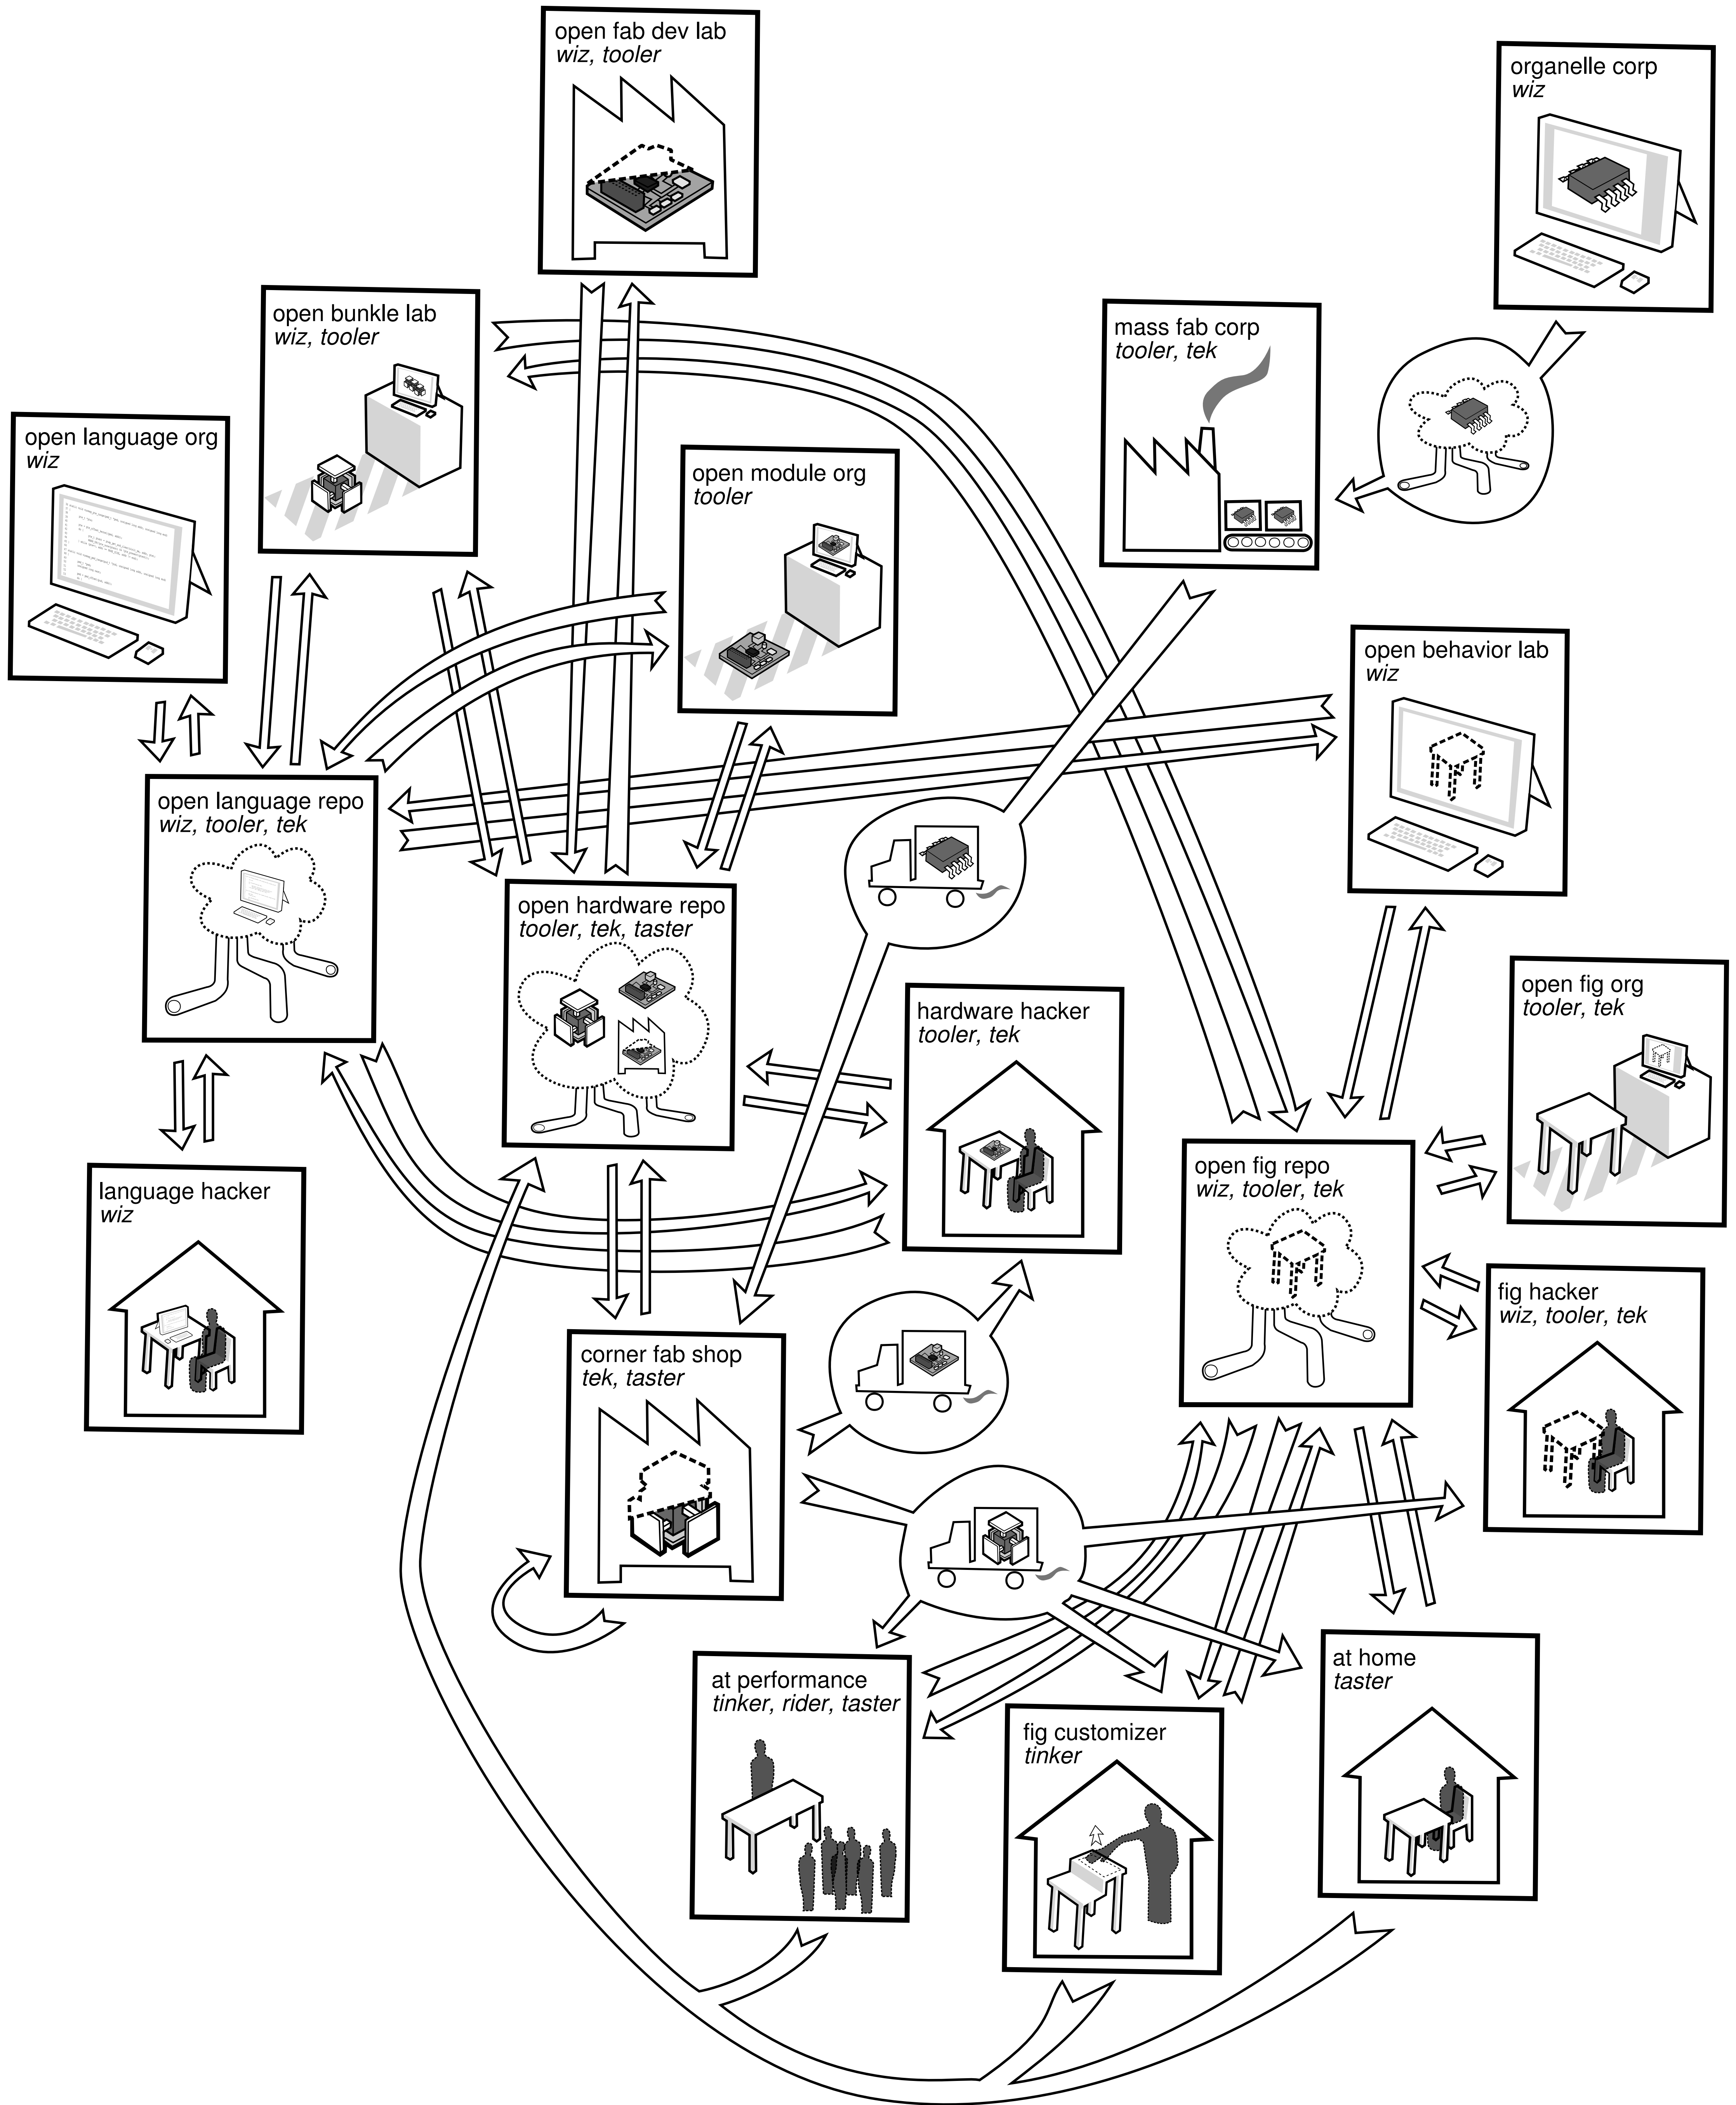 open fab dev lab
wiz, tooler
organelle corp
wiz
open bunkle lab
wiz, tooler
mass fab corp
tooler, tek
open language org
wiz
open module org
tooler
open behavior lab
wiz
open language repo
wiz, tooler, tek
open hardware repo
tooler, tek, taster
open fig org
tooler, tek
hardware hacker
tooler, tek
open fig repo
wiz, tooler, tek
language hacker
wiz
fig hacker
wiz, tooler, tek
corner fab shop
tek, taster
at home
taster
at performance
tinker, rider, taster
fig customizer
tinker